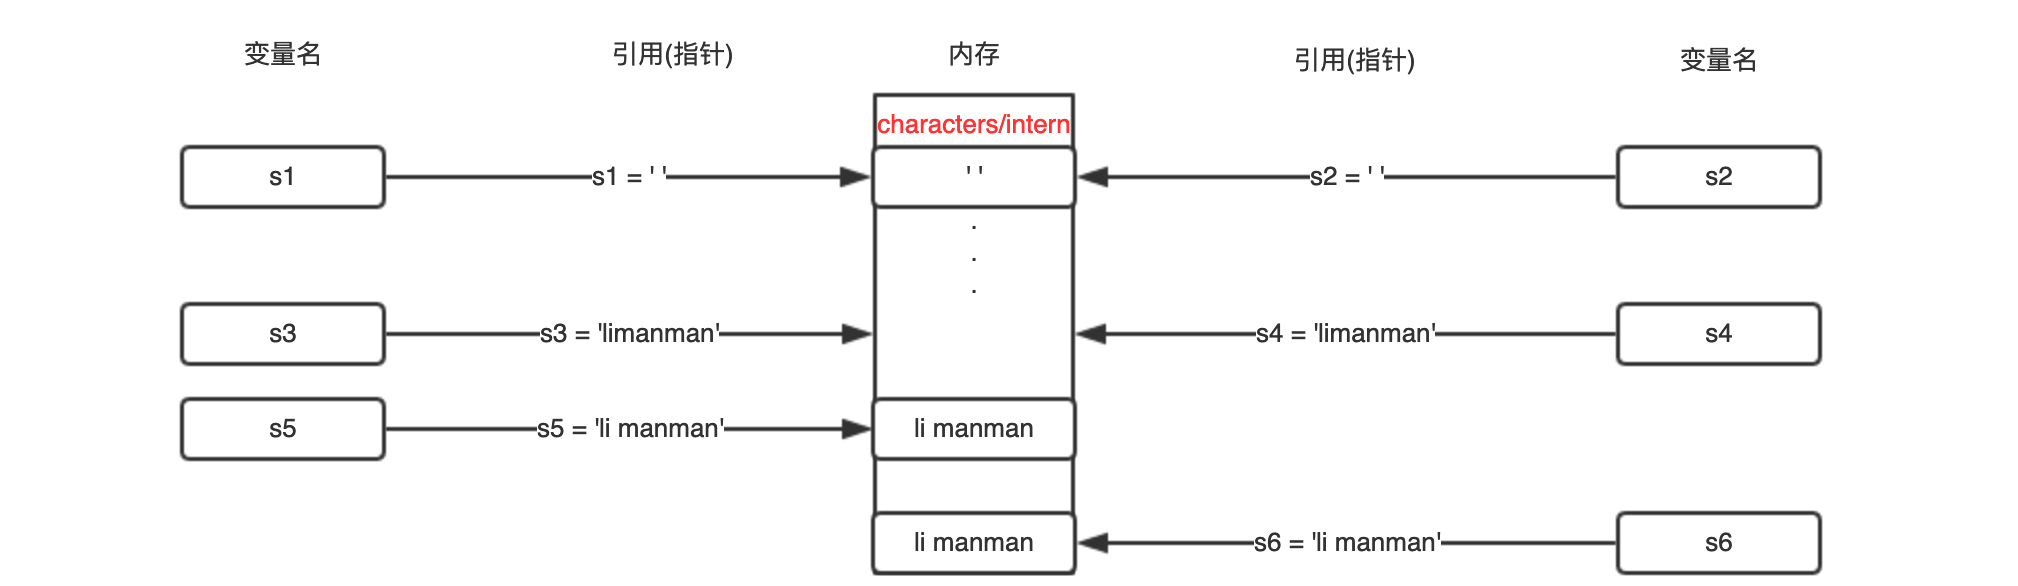 变量名
引用(指针)
内存
引用(指针)
变量名
characters/intern
s1
s1 = ' '
' '
s2 = ' '
s2
.
.
.
s3
s3 = 'limanman'
s4 = 'limanman'
s4
s5
s5 = 'li manman'
li manman
li manman
s6 = 'li manman'
s6